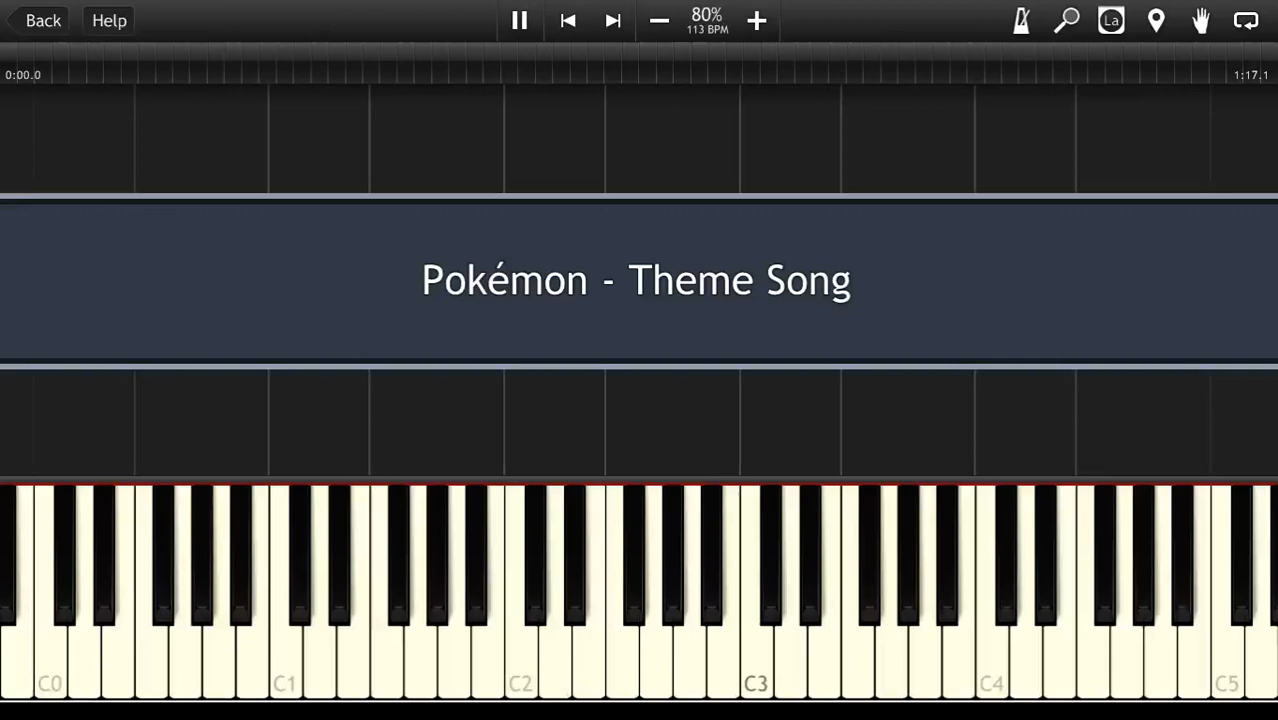 Back Help 80%
113 BPM
La
0:00.0 1:17.1
Pokémon - Theme Song
C0 C1 C2 C3 C4 C5